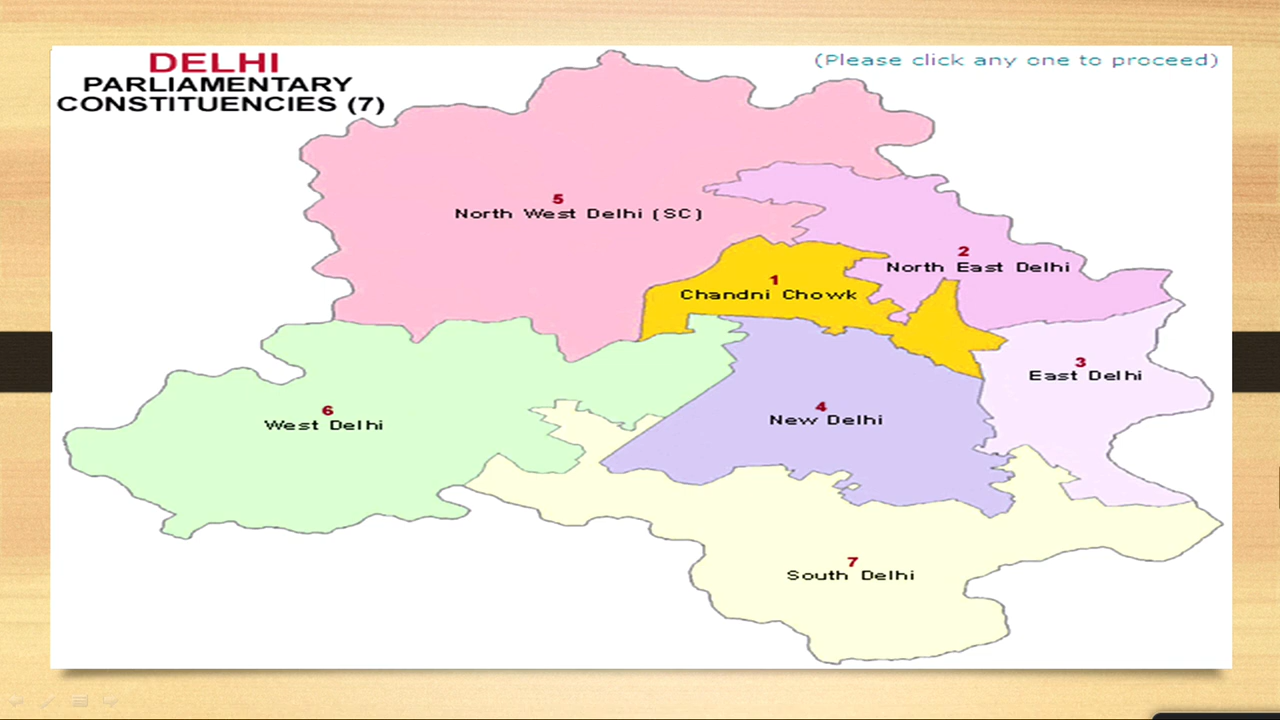 DELHI
PARLIAMENTARY
CONSTITUENCIES (7)
(Please click any one to proceed)
5
North West Delhi (SC)
2
North East Delhi
1
Chandni Chowk
3
East Delhi
6
West Delhi
4
New Delhi
7
South Delhi